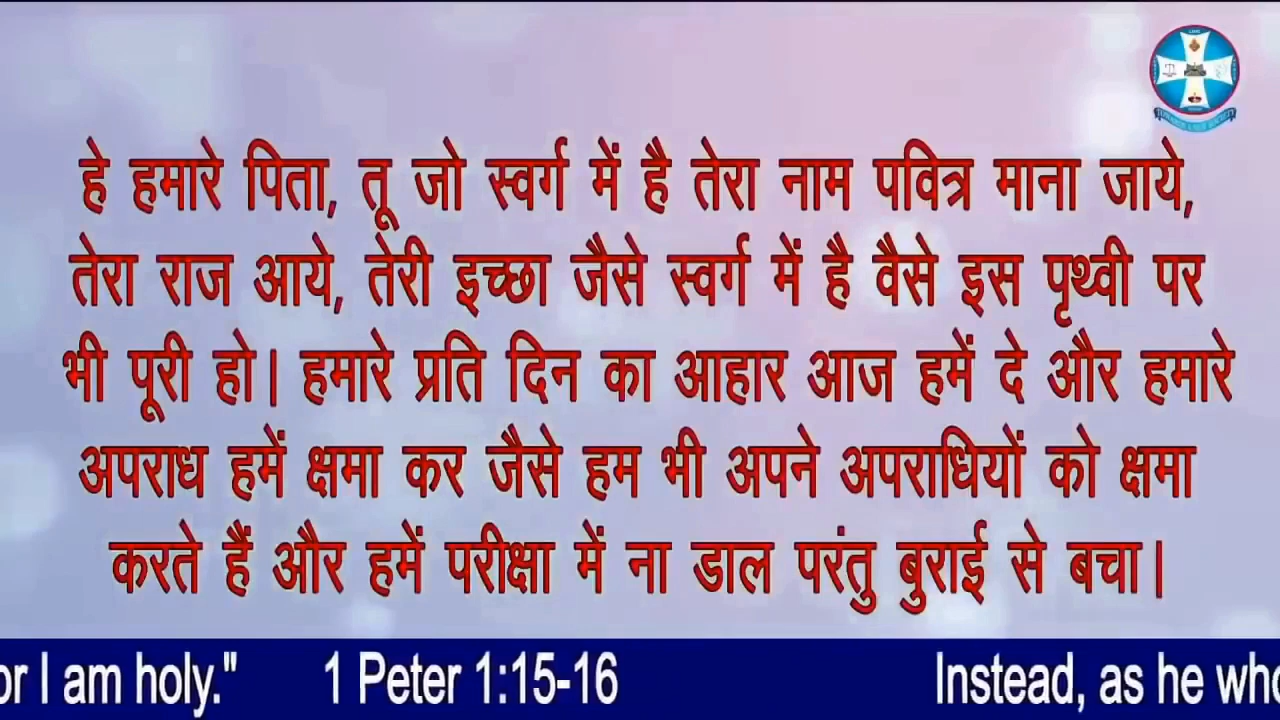 हे हमारे पिता, तू जो स्वर्ग में है तेरा नाम पवित्र माना जाये,
तेरा राज आये, तेरी इच्छा जैसे स्वर्ग में है वैसे इस पृथ्वी पर
भी पूरी हो| हमारे प्रति दिन का आहार आज हमें दे और हमारे
अपराध हमें क्षमा कर जैसे हम भी अपने अपराधियों को क्षमा
करते हैं और हमें परीक्षा में ना डाल परंतु बुराई से बचा|
or I am holy." 1 Peter 1:15-16 Instead, as he who